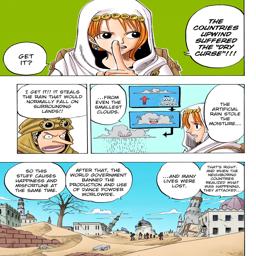 THE
COUNTRIES
UPWIND
SUFFERED
THE "DRY
CURSE"!!!
GET
IT?
THE
ARTIFICIAL
RAIN STOLE
THE
MOISTURE...
...FROM
EVEN THE
SMALLEST
CLOUDS.
I GET IT!! IT STEALS
THE RAIN THAT WOULD
NORMALLY FALL ON
SURROUNDING
LANDS!!
THAT'S RIGHT.
AND WHEN THE
NEIGHBORING
COUNTRIES
REALIZED WHAT
WAS HAPPENING,
THEY ATTACKED...
...AND MANY
LIVES WERE
LOST.
AFTER THAT, THE
WORLD GOVERNMENT
BANNED THE
PRODUCTION AND USE
OF DANCE POWDER
WORLDWIDE.
SO THIS
STUFF CAUSES
HAPPINESS AND
MISFORTUNE AT
THE SAME TIME.